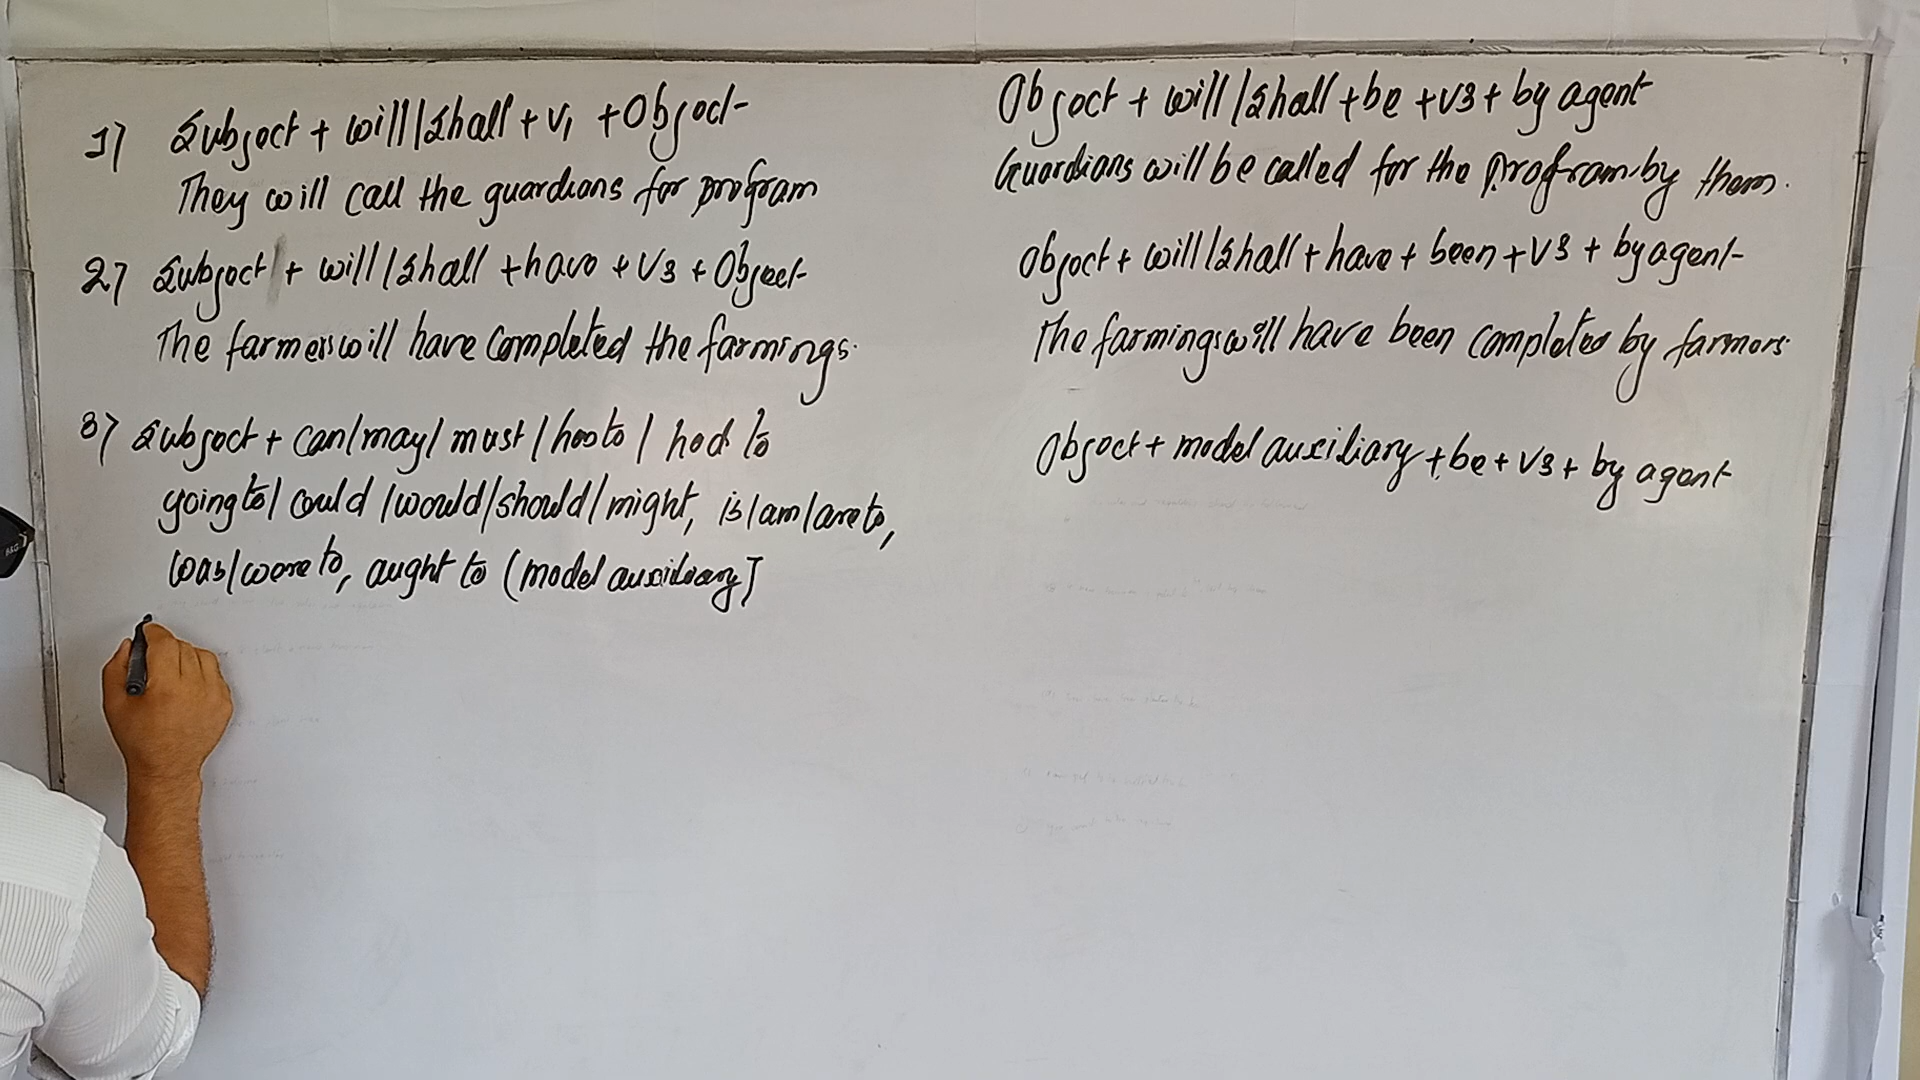 1) Subject + will/shall + V1 + Object
They will call the guardians for program
2) Subject + will/shall + have + V3 + Object
The farmers will have completed the farmings.
3) Subject + can/may/ must / has to / had to
going to/ could /would/should/might, is/am/are to,
was/were to, aught to (model auxiliary]
Object + will/shall + be + V3 + by agent
Guardians will be called for the program by them.
Object + will/shall + have + been + V3 + by agent
The farmings will have been completed by farmers.
Object + model auxiliary + be + V3 + by agent